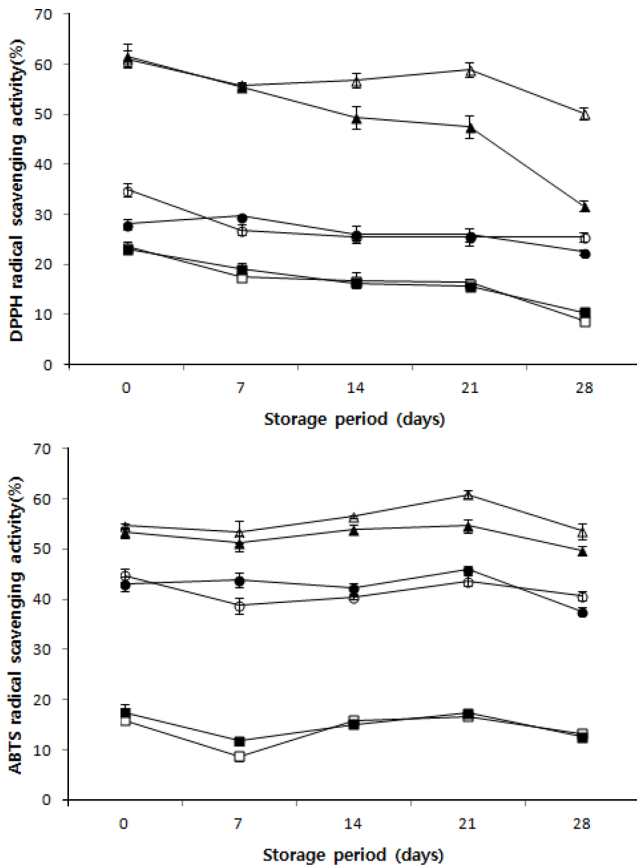 70
60
50
40
30
20
10
0
DPPH radical scavenging activity(%)
0 7 14 21 28
Storage period (days)
70
60
50
40
30
20
10
0
ABTS radical scavenging activity(%)
0 7 14 21 28
Storage period (days)